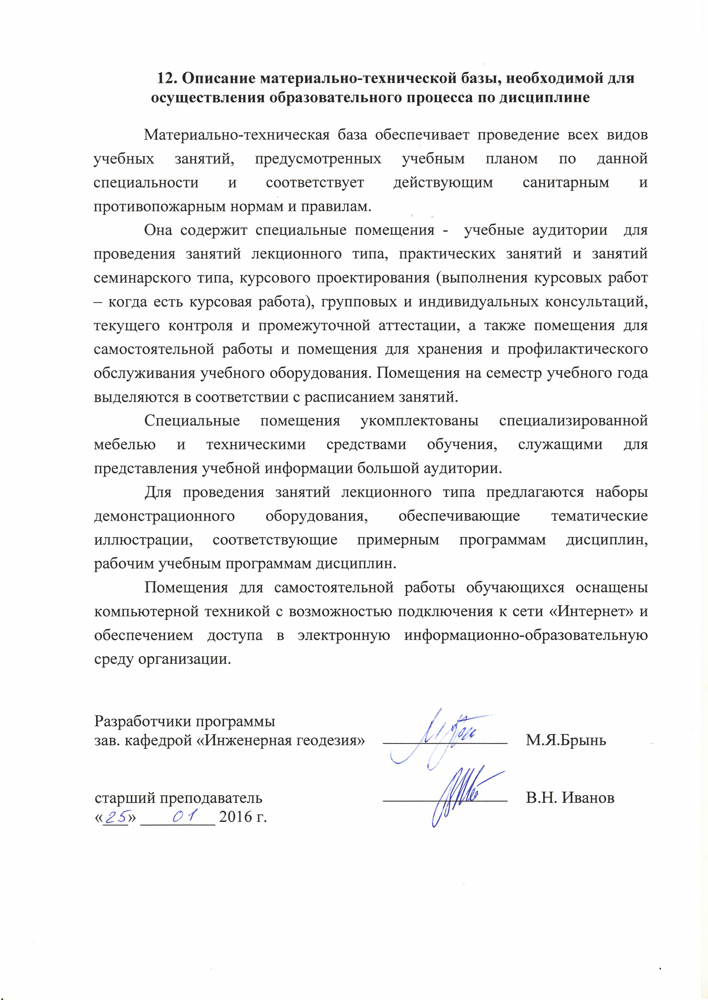 12. Описание материально-технической базы, необходимой для
осуществления образовательного процесса по дисциплине
Материально-техническая база обеспечивает проведение всех видов
учебных занятий, предусмотренных учебным планом по данной
специальности и соответствует действующим санитарным и
противопожарным нормам и правилам.
Она содержит специальные помещения - учебные аудитории для
проведения занятий лекционного типа, практических занятий и занятий
семинарского типа, курсового проектирования (выполнения курсовых работ
– когда есть курсовая работа), групповых и индивидуальных консультаций,
текущего контроля и промежуточной аттестации, а также помещения для
самостоятельной работы и помещения для хранения и профилактического
обслуживания учебного оборудования. Помещения на семестр учебного года
выделяются в соответствии с расписанием занятий.
Специальные помещения укомплектованы специализированной
мебелью и техническими средствами обучения, служащими для
представления учебной информации большой аудитории.
Для проведения занятий лекционного типа предлагаются наборы
демонстрационного оборудования, обеспечивающие тематические
иллюстрации, соответствующие примерным программам дисциплин,
рабочим учебным программам дисциплин.
Помещения для самостоятельной работы обучающихся оснащены
компьютерной техникой с возможностью подключения к сети «Интернет» и
обеспечением доступа в электронную информационно-образовательную
среду организации.
Разработчики программы
зав. кафедрой «Инженерная геодезия» М.Я.Брынь
старший преподаватель В.Н. Иванов
«25» 01 2016 г.